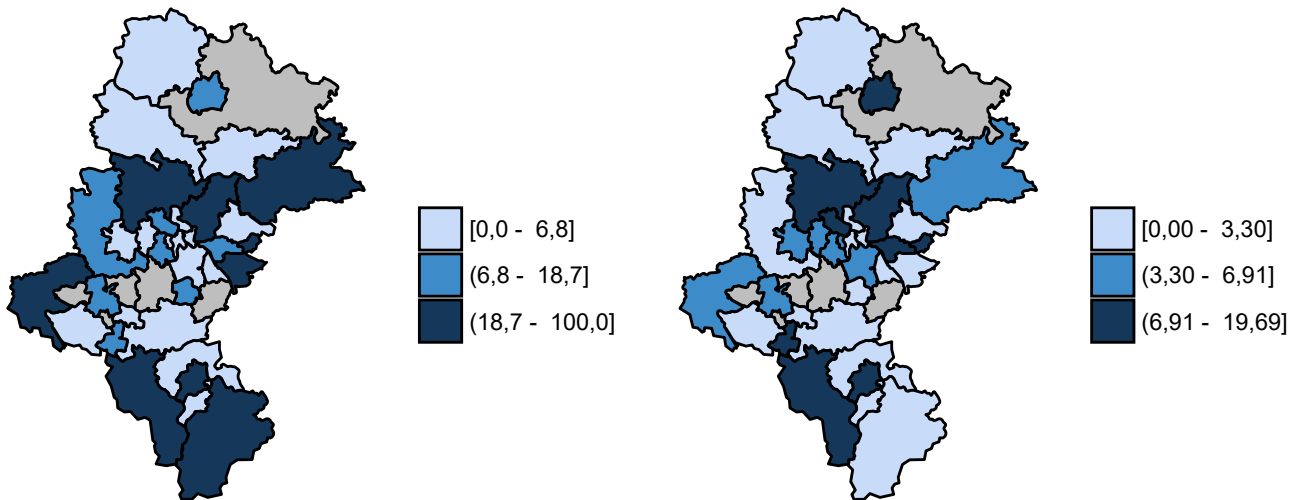 [0,0 -  6,8]
(6,8 -  18,7]
(18,7 -  100,0]
[0,00 -  3,30]
(3,30 -  6,91]
(6,91 -  19,69]